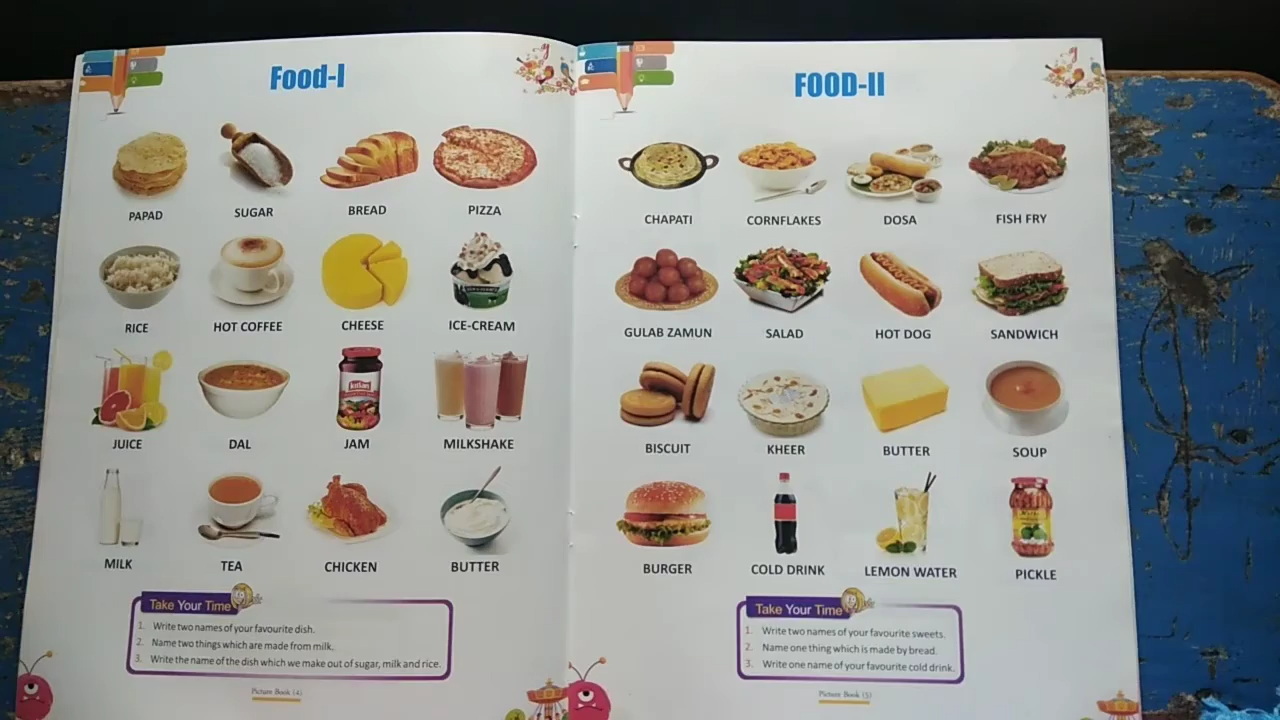 Food-I
PAPAD SUGAR BREAD PIZZA
RICE HOT COFFEE CHEESE ICE-CREAM
JUICE DAL JAM MILKSHAKE
MILK TEA CHICKEN BUTTER
Take Your Time
1. Write two names of your favourite dish.
2. Name two things which are made from milk.
3. Write the name of the dish which we make out of sugar, milk and rice.
Picture Book (4)
FOOD-II
CHAPATI CORNFLAKES DOSA FISH FRY
GULAB ZAMUN SALAD HOT DOG SANDWICH
BISCUIT KHEER BUTTER SOUP
BURGER COLD DRINK LEMON WATER PICKLE
Take Your Time
1. Write two names of your favourite sweets.
2. Name one thing which is made by bread.
3. Write one name of your favourite cold drink.
Picture Book (5)